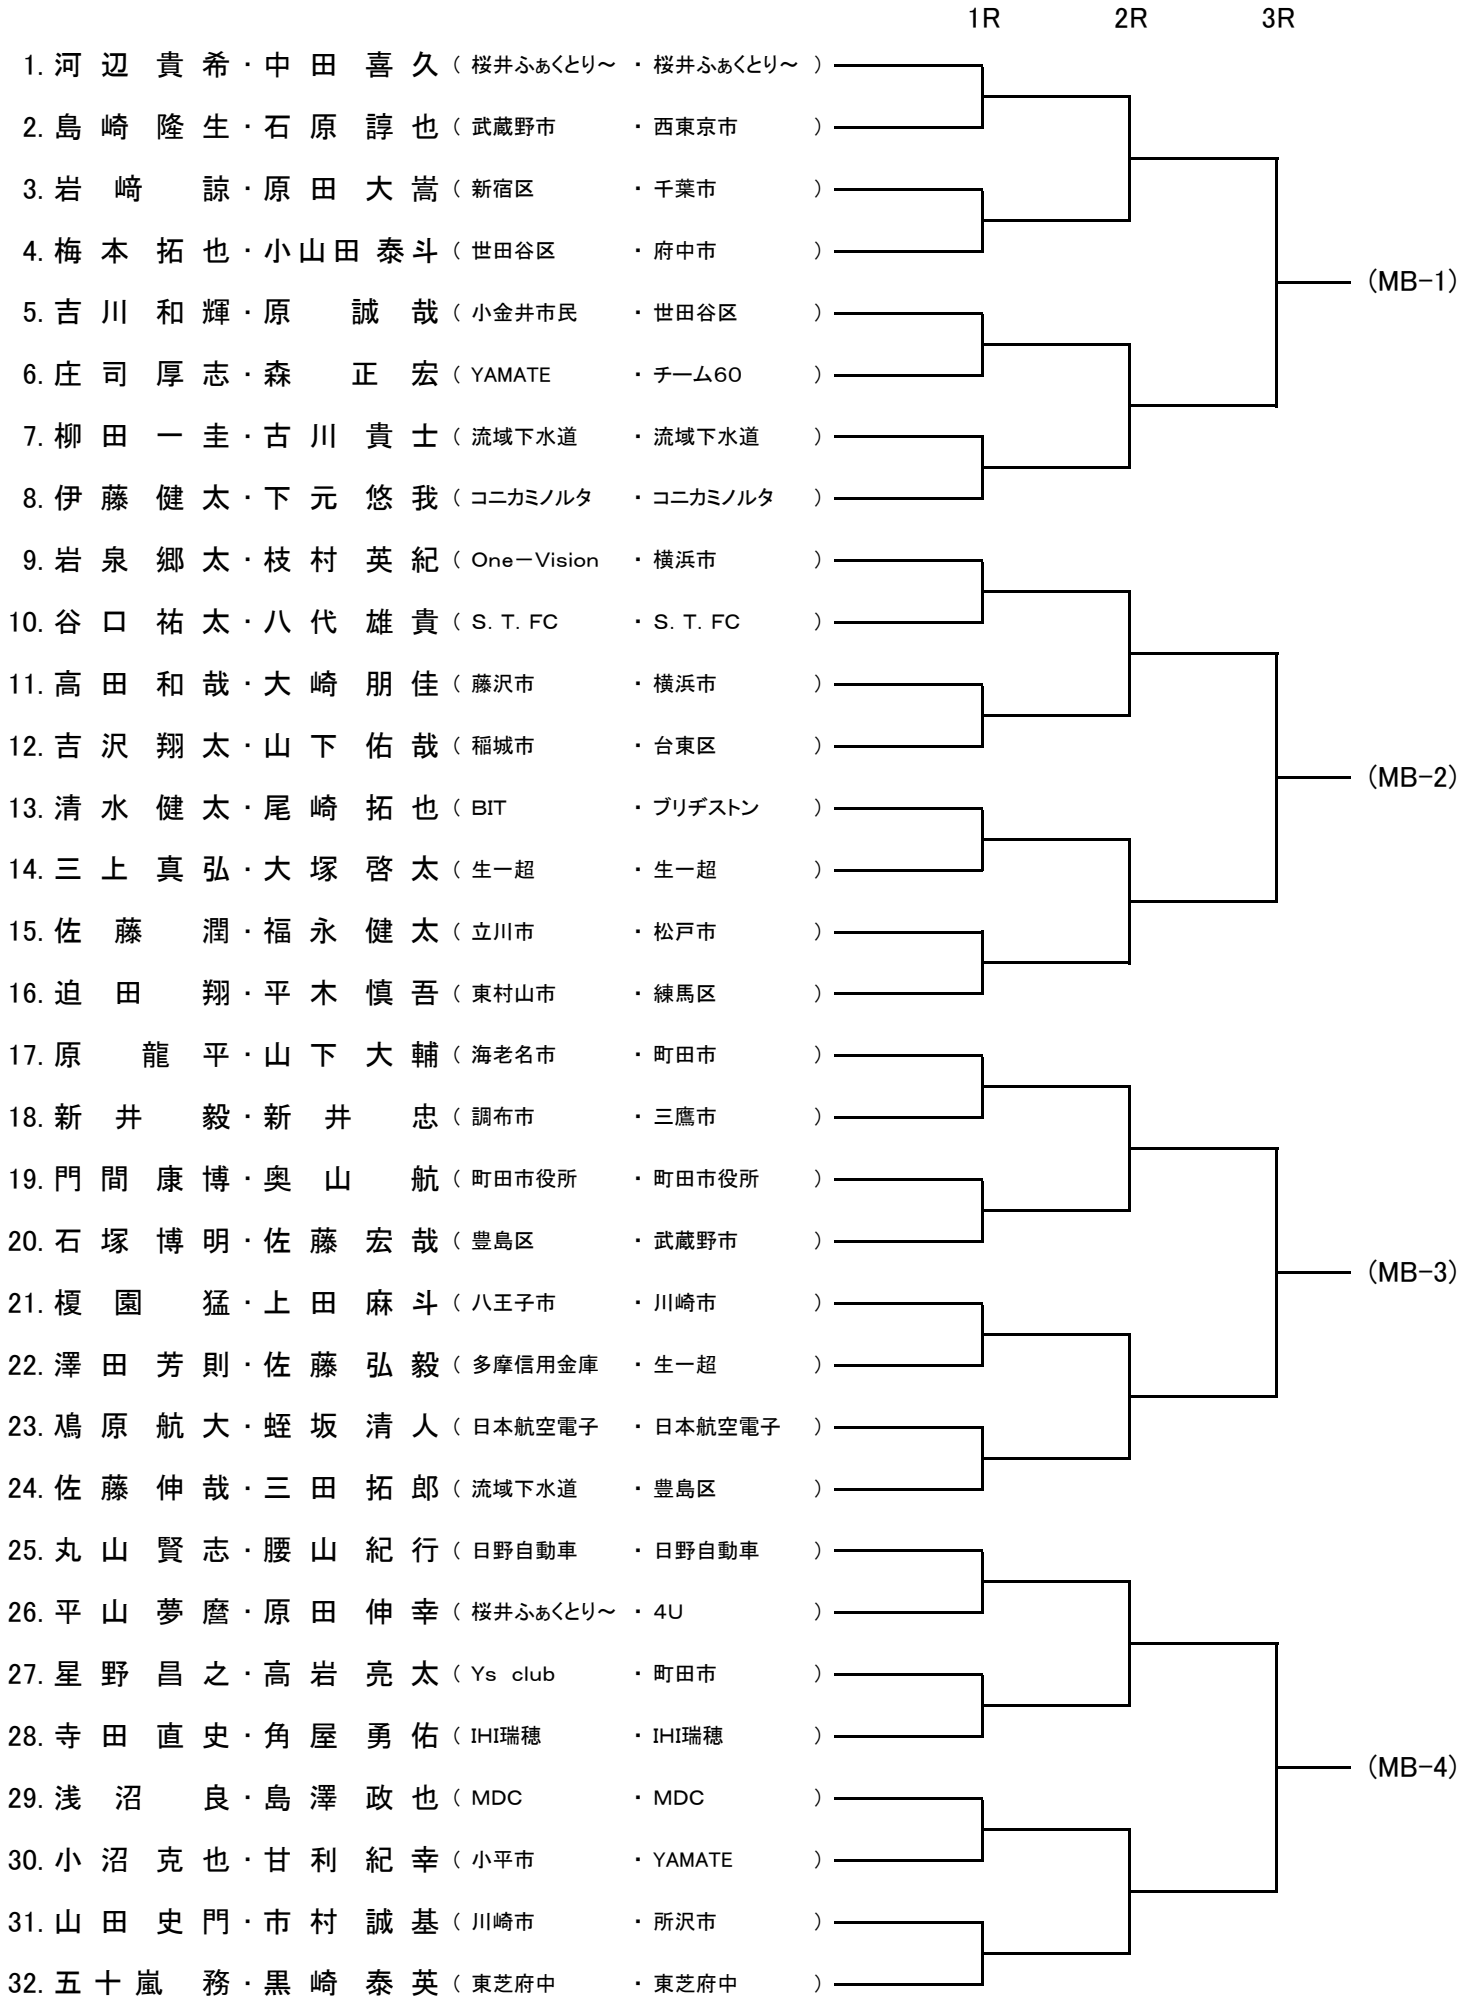 1R 2R 3R
1. 河辺 貴希・中田 喜久 ( 桜井ふぁくとり～ ・ 桜井ふぁくとり～ )
2. 島崎 隆生・石原 諄也 ( 武蔵野市 ・ 西東京市 )
3. 岩﨑 諒・原田 大嵩 ( 新宿区 ・ 千葉市 )
4. 梅本 拓也・小山田 泰斗 ( 世田谷区 ・ 府中市 )
(MB-1)
5. 吉川 和輝・原 誠哉 ( 小金井市民 ・ 世田谷区 )
6. 庄司 厚志・森 正宏 ( YAMATE ・ チーム60 )
7. 柳田 一圭・古川 貴士 ( 流域下水道 ・ 流域下水道 )
8. 伊藤 健太・下元 悠我 ( コニカミノルタ ・ コニカミノルタ )
9. 岩泉 郷太・枝村 英紀 ( One－Vision ・ 横浜市 )
10. 谷口 祐太・八代 雄貴 ( S. T. FC ・ S. T. FC )
11. 高田 和哉・大崎 朋佳 ( 藤沢市 ・ 横浜市 )
12. 吉沢 翔太・山下 佑哉 ( 稲城市 ・ 台東区 )
(MB-2)
13. 清水 健太・尾崎 拓也 ( BIT ・ ブリヂストン )
14. 三上 真弘・大塚 啓太 ( 生一超 ・ 生一超 )
15. 佐藤 潤・福永 健太 ( 立川市 ・ 松戸市 )
16. 迫田 翔・平木 慎吾 ( 東村山市 ・ 練馬区 )
17. 原 龍平・山下 大輔 ( 海老名市 ・ 町田市 )
18. 新井 毅・新井 忠 ( 調布市 ・ 三鷹市 )
19. 門間 康博・奥山 航 ( 町田市役所 ・ 町田市役所 )
20. 石塚 博明・佐藤 宏哉 ( 豊島区 ・ 武蔵野市 )
(MB-3)
21. 榎園 猛・上田 麻斗 ( 八王子市 ・ 川崎市 )
22. 澤田 芳則・佐藤 弘毅 ( 多摩信用金庫 ・ 生一超 )
23. 鳰原 航大・蛭坂 清人 ( 日本航空電子 ・ 日本航空電子 )
24. 佐藤 伸哉・三田 拓郎 ( 流域下水道 ・ 豊島区 )
25. 丸山 賢志・腰山 紀行 ( 日野自動車 ・ 日野自動車 )
26. 平山 夢麿・原田 伸幸 ( 桜井ふぁくとり～ ・ 4U )
27. 星野 昌之・高岩 亮太 ( Ys club ・ 町田市 )
28. 寺田 直史・角屋 勇佑 ( IHI瑞穂 ・ IHI瑞穂 )
(MB-4)
29. 浅沼 良・島澤 政也 ( MDC ・ MDC )
30. 小沼 克也・甘利 紀幸 ( 小平市 ・ YAMATE )
31. 山田 史門・市村 誠基 ( 川崎市 ・ 所沢市 )
32. 五十嵐 務・黒崎 泰英 ( 東芝府中 ・ 東芝府中 )